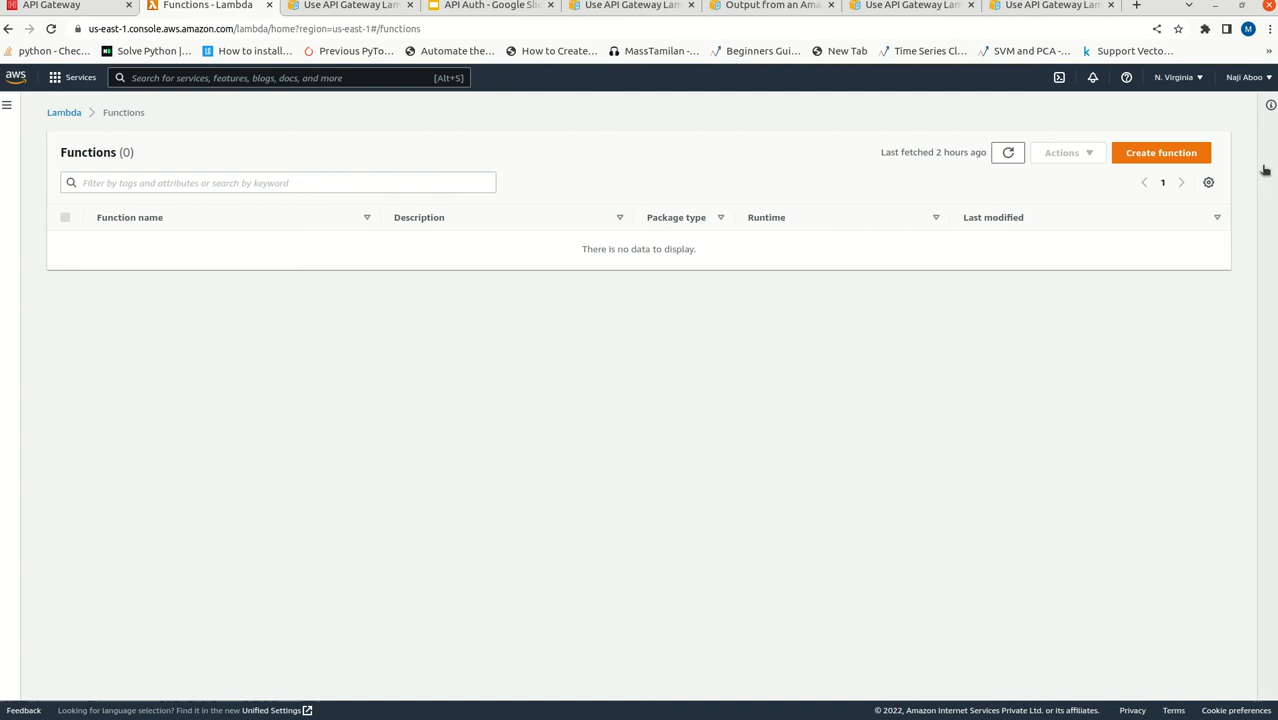 API Gateway
Functions - Lambda
Use API Gateway Lam
API Auth - Google Slid
Use API Gateway Lam
Output from an Ama
Use API Gateway Lam
Use API Gateway Lam
us-east-1.console.aws.amazon.com/lambda/home?region=us-east-1#/functions
M
python - Chec...
Solve Python |...
How to install...
Previous PyTo...
Automate the...
How to Create...
MassTamilan -...
Beginners Gui...
New Tab
Time Series Cl...
SVM and PCA -...
Support Vecto...
»
aws
Services
Search for services, features, blogs, docs, and more
[Alt+S]
N. Virginia
Naji Aboo
Lambda
Functions
Functions (0)
Last fetched 2 hours ago
Actions
Create function
Filter by tags and attributes or search by keyword
1
Function name
Description
Package type
Runtime
Last modified
There is no data to display.
Feedback
Looking for language selection? Find it in the new Unified Settings
© 2022, Amazon Internet Services Private Ltd. or its affiliates.
Privacy
Terms
Cookie preferences